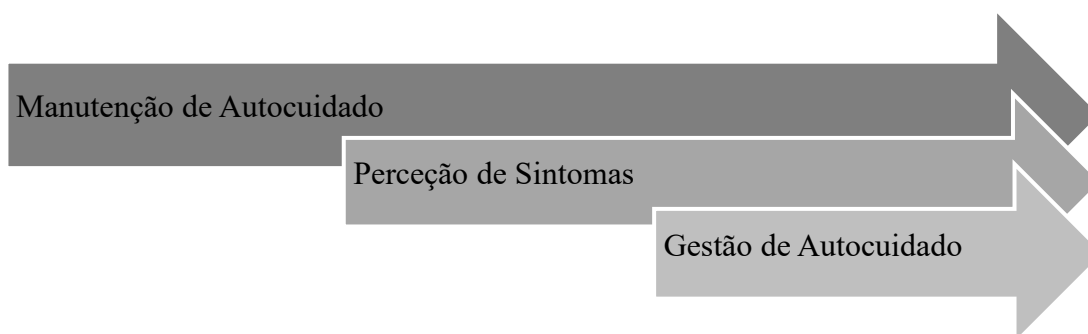 Manutenção de Autocuidado
Perceção de Sintomas
Gestão de Autocuidado